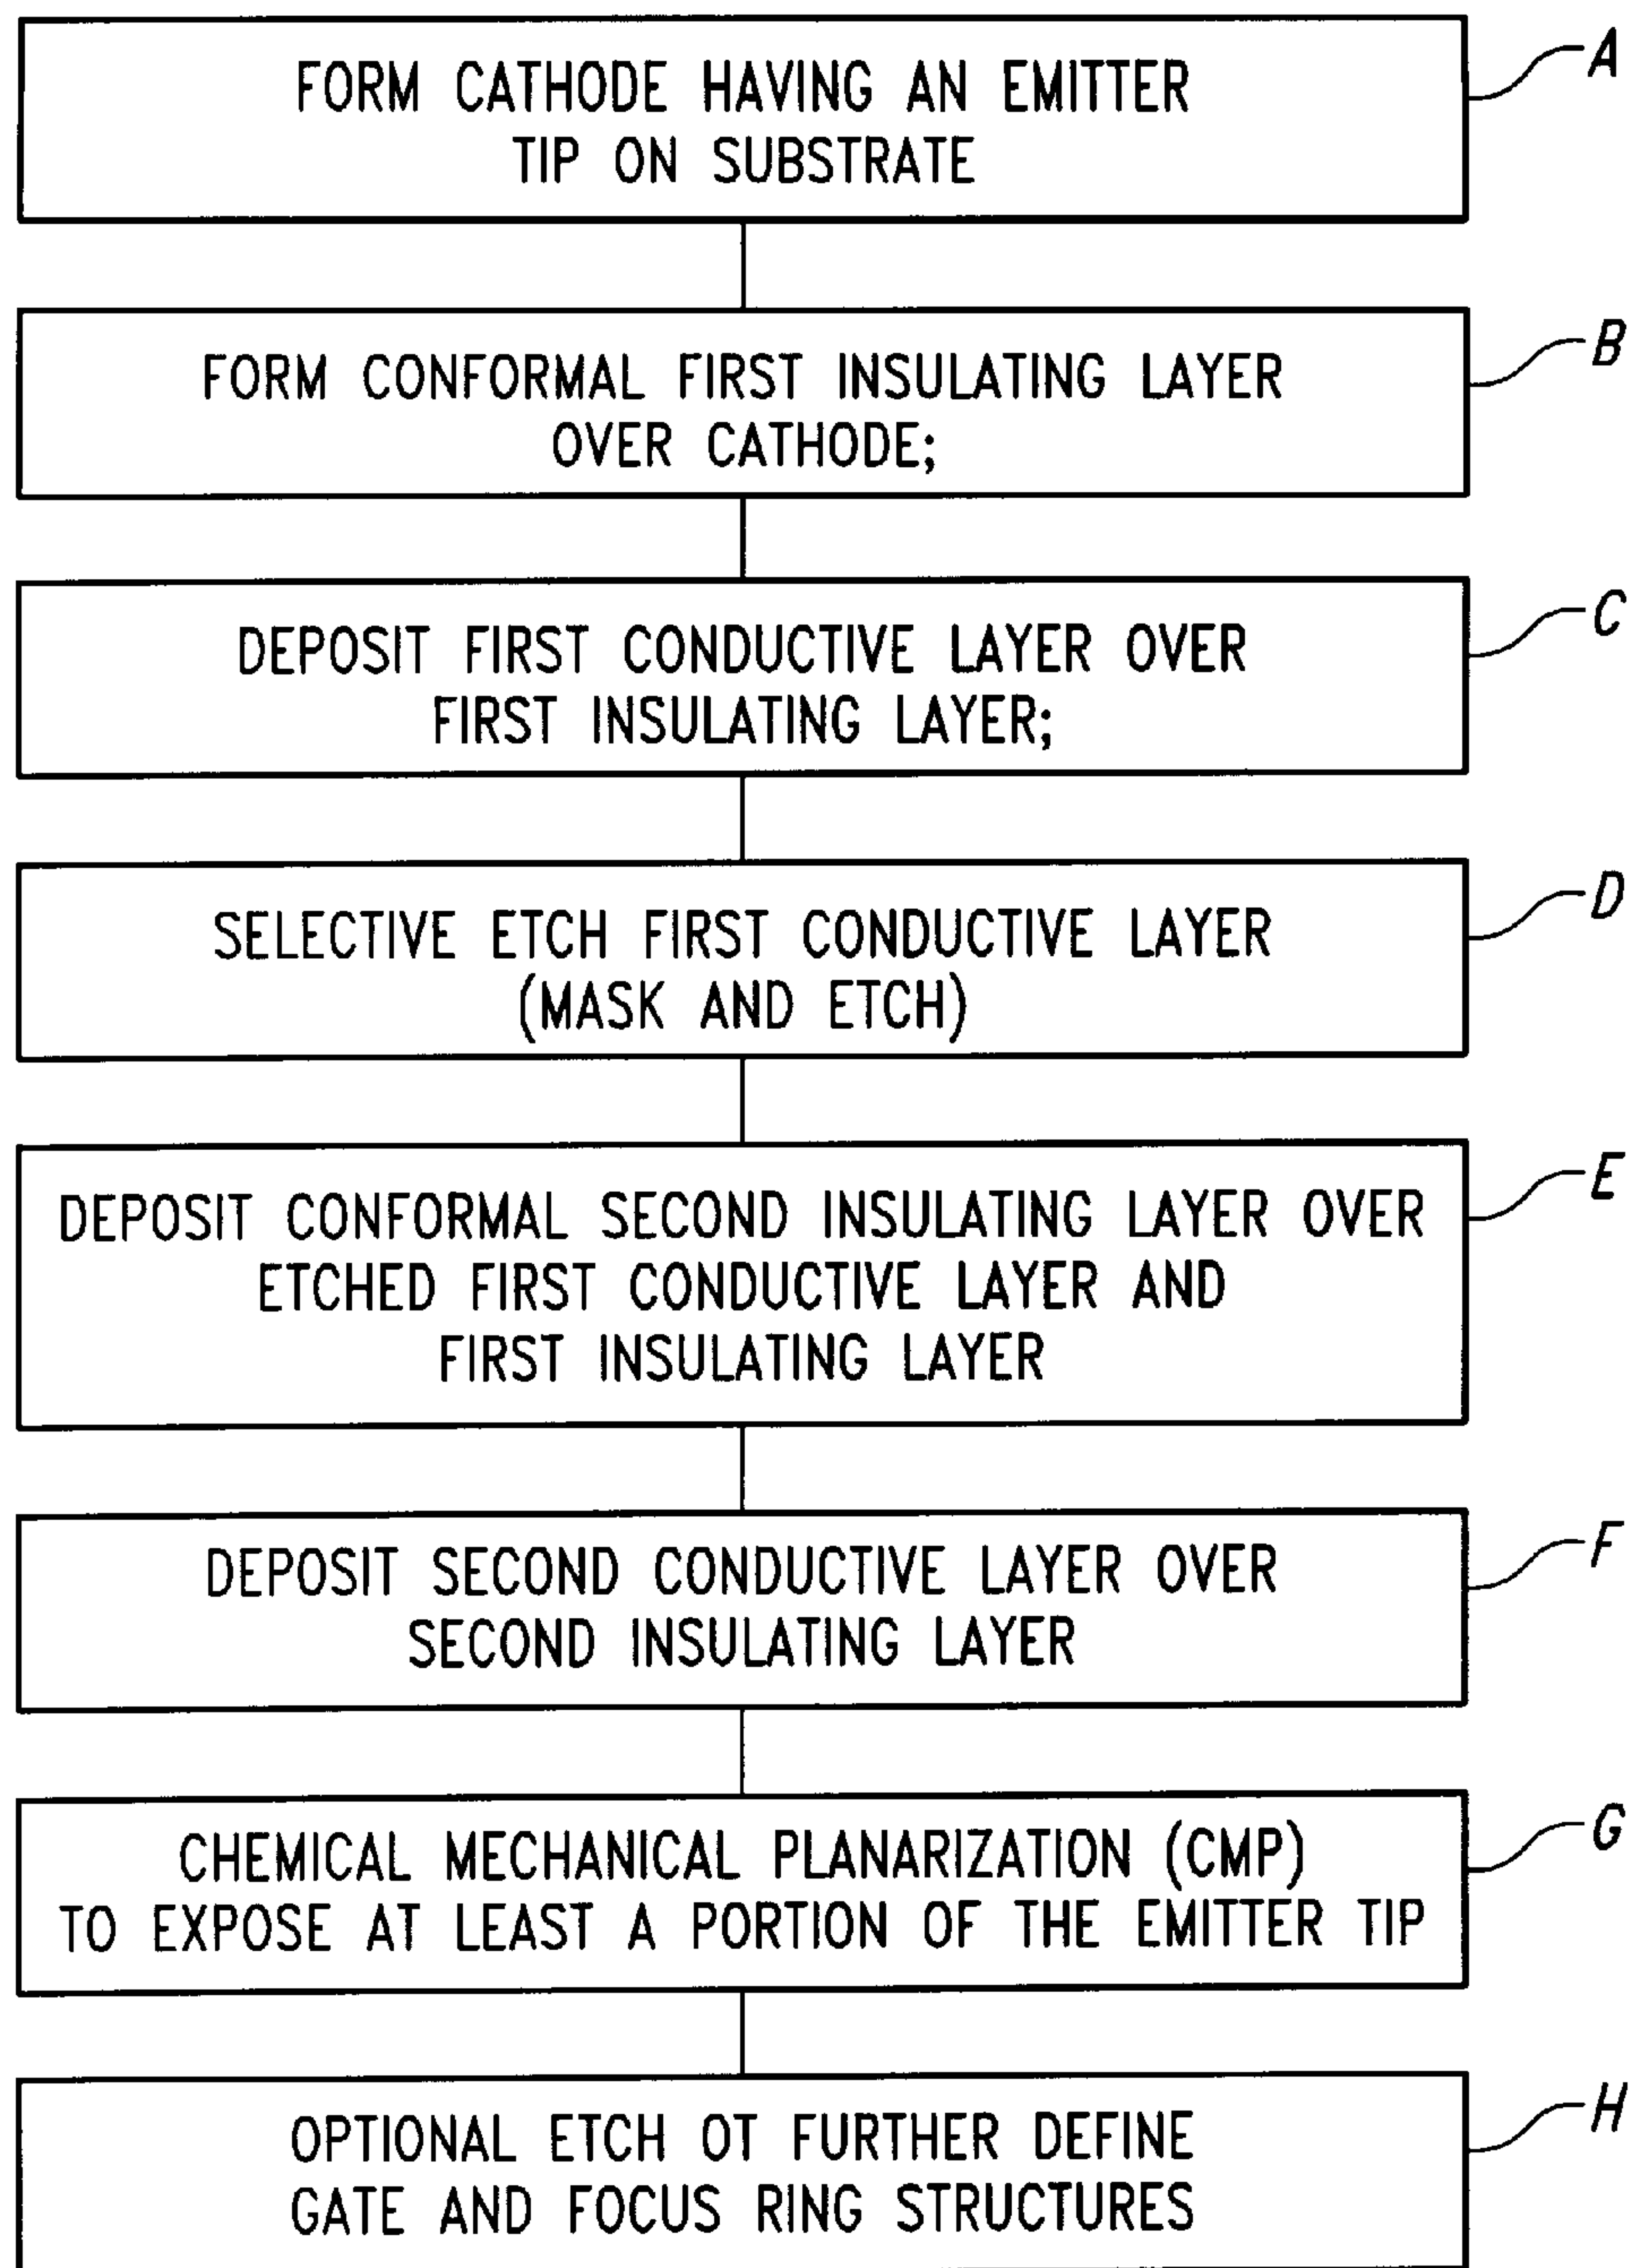 FORM CATHODE HAVING AN EMITTER
TIP ON SUBSTRATE
A
FORM CONFORMAL FIRST INSULATING LAYER
OVER CATHODE;
B
DEPOSIT FIRST CONDUCTIVE LAYER OVER
FIRST INSULATING LAYER;
C
SELECTIVE ETCH FIRST CONDUCTIVE LAYER
(MASK AND ETCH)
D
DEPOSIT CONFORMAL SECOND INSULATING LAYER OVER
ETCHED FIRST CONDUCTIVE LAYER AND
FIRST INSULATING LAYER
E
DEPOSIT SECOND CONDUCTIVE LAYER OVER
SECOND INSULATING LAYER
F
CHEMICAL MECHANICAL PLANARIZATION (CMP)
TO EXPOSE AT LEAST A PORTION OF THE EMITTER TIP
G
OPTIONAL ETCH OT FURTHER DEFINE
GATE AND FOCUS RING STRUCTURES
H